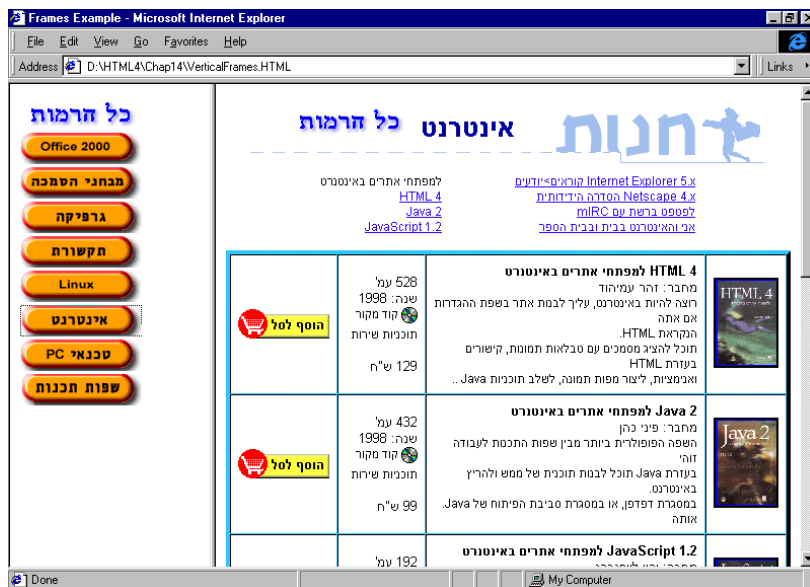 Frames Example - Microsoft Internet Explorer
File Edit View Go Favorites Help
Address D:\HTML4\Chap14\VerticalFrames.HTML Links
כל הרמות
Office 2000
מבחני הסמכה
גרפיקה
תקשורת
Linux
אינטרנט
טכנאי PC
שפות תכנות
חנות אינטרנט כל הרמות
Internet Explorer 5.x קוראים>יודעים
Netscape 4.x הסדרה הידידותית
לפטפט ברשת עם mIRC
אני והאינטרנט בבית ובבית הספר
למפתחי אתרים באינטרנט
HTML 4
Java 2
JavaScript 1.2
HTML 4
HTML 4 למפתחי אתרים באינטרנט
מחבר: זהר עמיהוד
רוצה להיות באינטרנט, עליך לבנות אתר בשפת ההגדרות
אם אתה
הנקראת HTML.
תוכל להציג מסמכים עם טבלאות תמונות, קישורים
בעזרת HTML
ואנימציות, ליצור מפות תמונה, לשלב תוכניות Java ..
528 עמ'
שנה: 1998
קוד מקור
תוכניות שירות
129 ש"ח
הוסף לסל
Java 2
Java 2 למפתחי אתרים באינטרנט
מחבר: פיני כהן
השפה הפופולרית ביותר מבין שפות התכנות לעבודה
זוהי
בעזרת Java תוכל לבנות תוכנית של ממש ולהריץ
באינטרנט.
במסגרת דפדפן, או במסגרת סביבת הפיתוח של Java.
אותה
432 עמ'
שנה: 1998
קוד מקור
תוכניות שירות
99 ש"ח
הוסף לסל
JavaScript 1.2 למפתחי אתרים באינטרנט
192 עמ'
Done My Computer